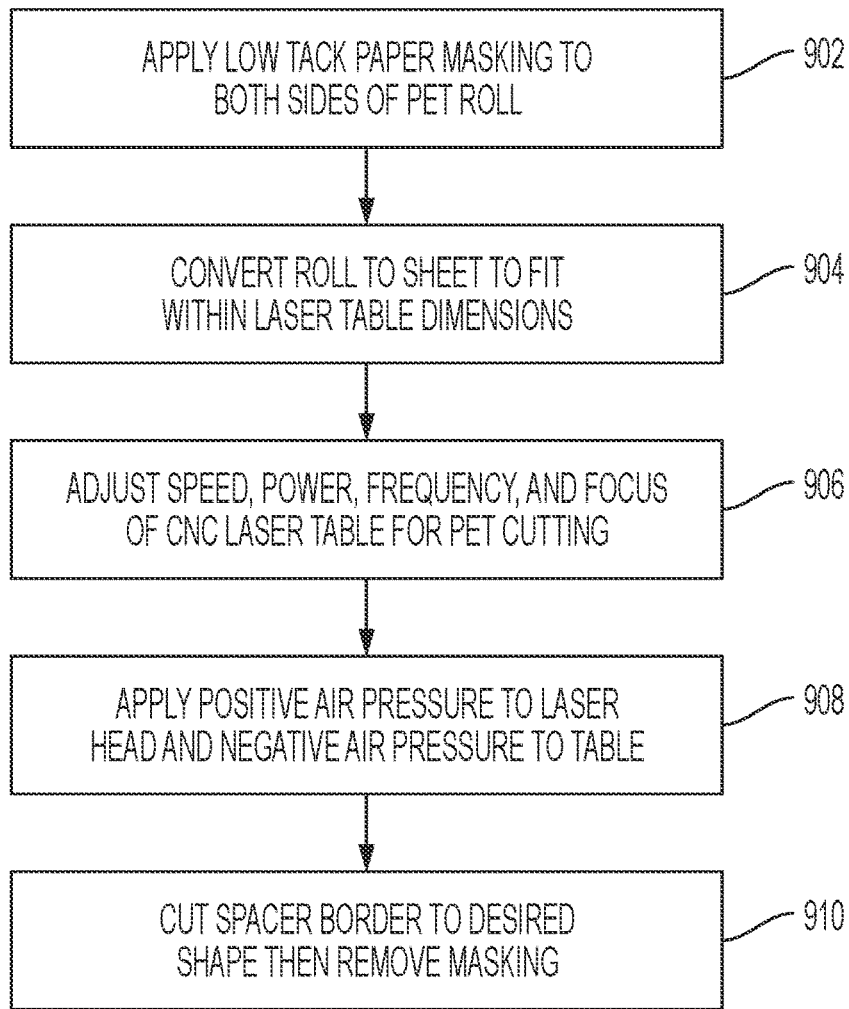 APPLY LOW TACK PAPER MASKING TO
BOTH SIDES OF PET ROLL
902
CONVERT ROLL TO SHEET TO FIT
WITHIN LASER TABLE DIMENSIONS
904
ADJUST SPEED, POWER, FREQUENCY, AND FOCUS
OF CNC LASER TABLE FOR PET CUTTING
906
APPLY POSITIVE AIR PRESSURE TO LASER
HEAD AND NEGATIVE AIR PRESSURE TO TABLE
908
CUT SPACER BORDER TO DESIRED
SHAPE THEN REMOVE MASKING
910